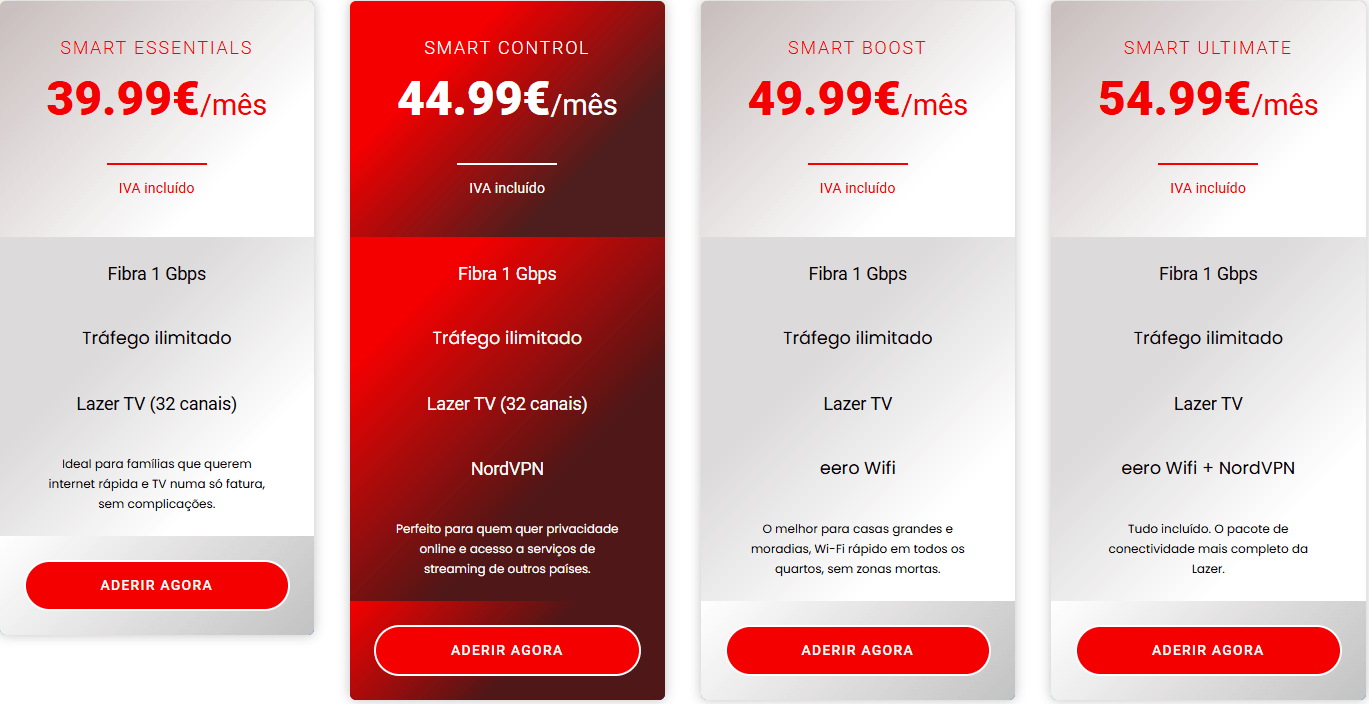 SMART ESSENTIALS
39.99€/mês
IVA incluído
Fibra 1 Gbps
Tráfego ilimitado
Lazer TV (32 canais)
Ideal para famílias que querem
internet rápida e TV numa só fatura,
sem complicações.
ADERIR AGORA
SMART CONTROL
44.99€/mês
IVA incluído
Fibra 1 Gbps
Tráfego ilimitado
Lazer TV (32 canais)
NordVPN
Perfeito para quem quer privacidade
online e acesso a serviços de
streaming de outros países.
ADERIR AGORA
SMART BOOST
49.99€/mês
IVA incluído
Fibra 1 Gbps
Tráfego ilimitado
Lazer TV
eero Wifi
O melhor para casas grandes e
moradias, Wi-Fi rápido em todos os
quartos, sem zonas mortas.
ADERIR AGORA
SMART ULTIMATE
54.99€/mês
IVA incluído
Fibra 1 Gbps
Tráfego ilimitado
Lazer TV
eero Wifi + NordVPN
Tudo incluído. O pacote de
conectividade mais completo da
Lazer.
ADERIR AGORA